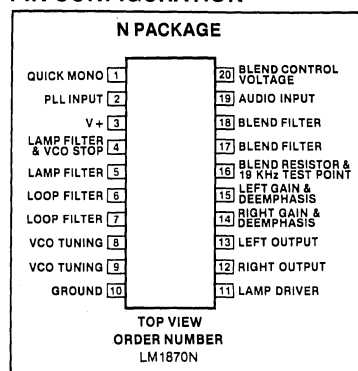 PIN CONFIGURATION
N PACKAGE
QUICK MONO 1
PLL INPUT 2
V+ 3
LAMP FILTER
& VCO STOP 4
LAMP FILTER 5
LOOP FILTER 6
LOOP FILTER 7
VCO TUNING 8
VCO TUNING 9
GROUND 10
20 BLEND CONTROL
VOLTAGE
19 AUDIO INPUT
18 BLEND FILTER
17 BLEND FILTER
16 BLEND RESISTOR &
19 KHz TEST POINT
15 LEFT GAIN &
DEEMPHASIS
14 RIGHT GAIN &
DEEMPHASIS
13 LEFT OUTPUT
12 RIGHT OUTPUT
11 LAMP DRIVER
TOP VIEW
ORDER NUMBER
LM1870N